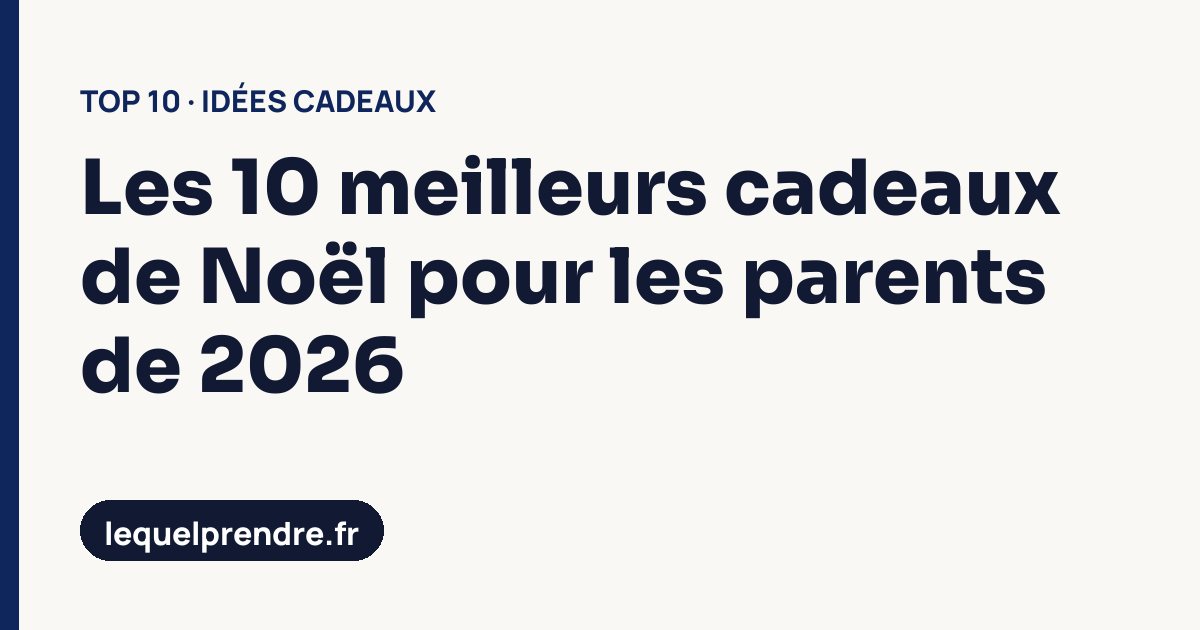 TOP 10 · IDÉES CADEAUX
Les 10 meilleurs cadeaux
de Noël pour les parents
de 2026
lequelprendre.fr